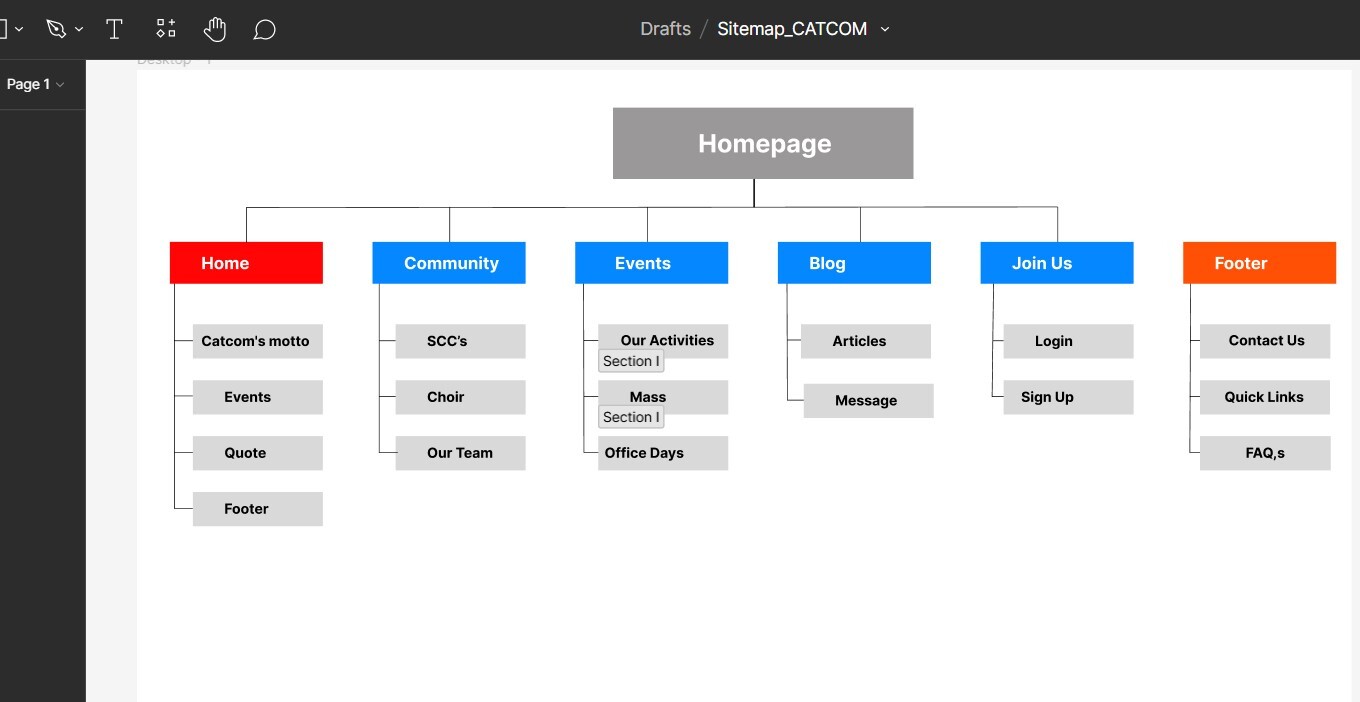 Drafts / Sitemap_CATCOM
Page 1
Desktop - 1
Homepage
Home
Community
Events
Blog
Join Us
Footer
Catcom's motto
SCC’s
Our Activities
Articles
Login
Contact Us
Section I
Events
Choir
Mass
Message
Sign Up
Quick Links
Section I
Quote
Our Team
Office Days
FAQ,s
Footer